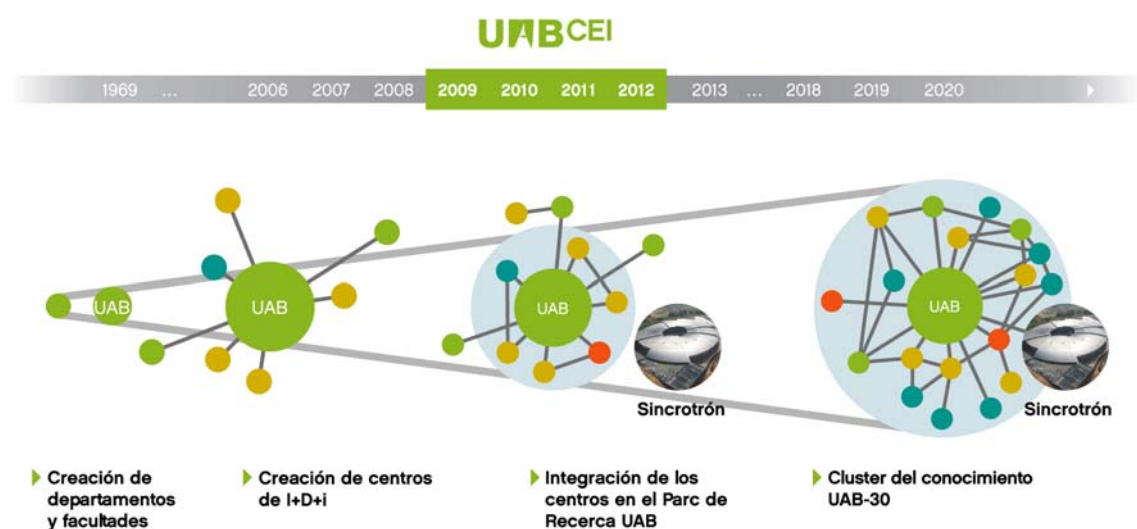 UAB CEI
1969 ... 2006 2007 2008 2009 2010 2011 2012 2013 ... 2018 2019 2020
UAB
UAB
UAB
UAB
Sincrotrón
Sincrotrón
Creación de
departamentos
y facultades
Creación de centros
de I+D+i
Integración de los
centros en el Parc de
Recerca UAB
Cluster del conocimiento
UAB-30